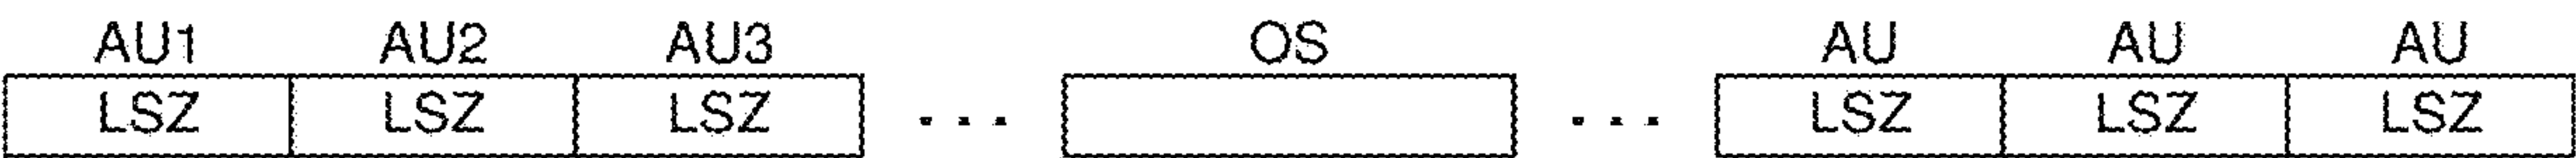 AU1 AU2 AU3 OS AU AU AU
LSZ LSZ LSZ ... ... LSZ LSZ LSZ